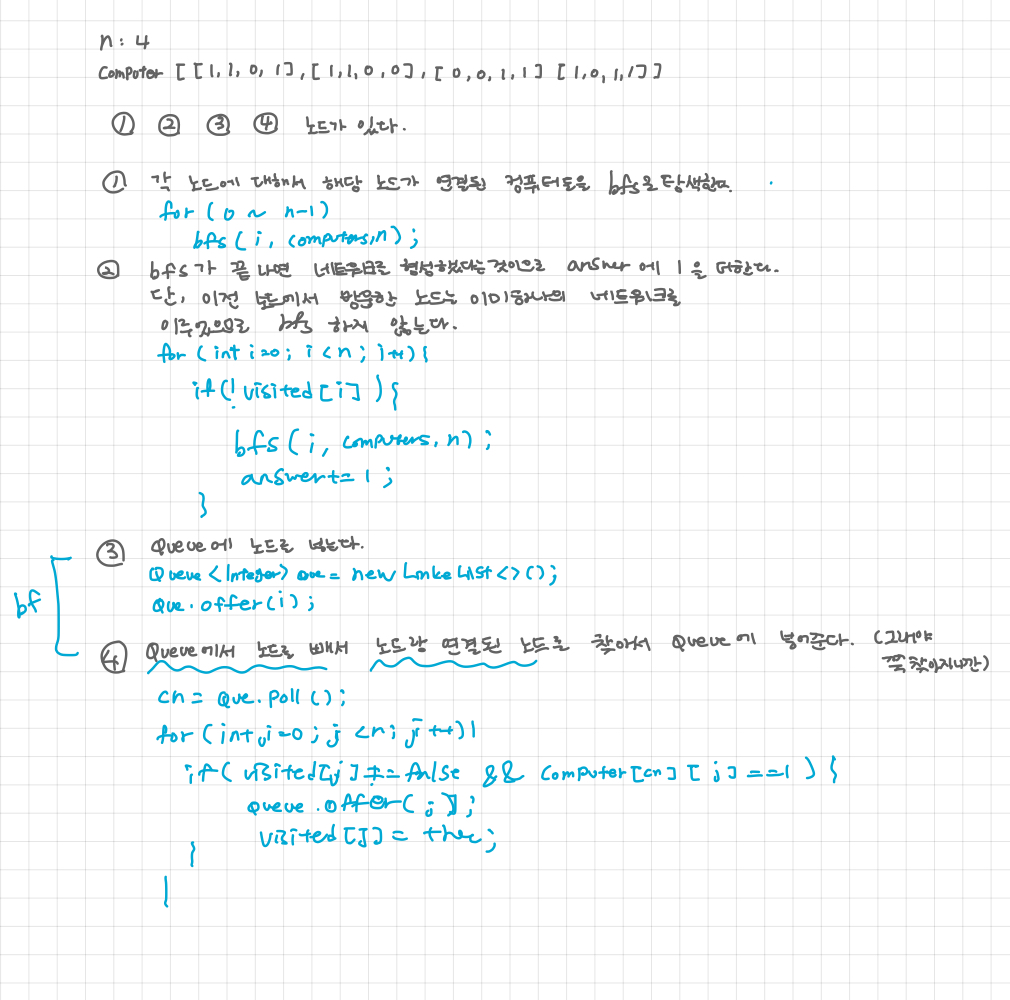 n : 4
Computer [ [ 1, 1, 0, 1 ], [ 1, 1, 0, 0 ], [ 0, 0, 1, 1 ] [ 1, 0, 1, 1 ] ]
① ② ③ ④ 노드가 있다.
① 각 노드에 대해서 해당 노드가 연결된 컴퓨터들을 bfs로 탐색한다.
for ( 0 ~ n-1)
bfs ( i, computers, n) ;
② bfs가 끝나면 네트워크를 형성했다는것이므로 answer에 1을 더한다.
단, 이전 노드에서 방문한 노드는 이미 하나의 네트워크를
이루었으므로 bfs 하지 않는다.
for ( int i=0; i < n ; i++){
if(! visited [i] ) {
bfs ( i, computers, n) ;
answer+= 1 ;
}
bf
③ Queue에 노드를 넣는다.
Queue <Integer> que = new LinkeList<> ();
Que. offer(i) ;
④ Queue에서 노드를 빼서 노드랑 연결된 노드를 찾아서 Queue에 넣어준다. (그래야
쭉 찾아지니깐)
cn = Que. poll ();
for (int j=0 ; j <n; j ++) |
if( visited[j] == false && computer [cn] [ j ] ==1 ) {
queue .offer( j );
visited [J] = true;
}
|